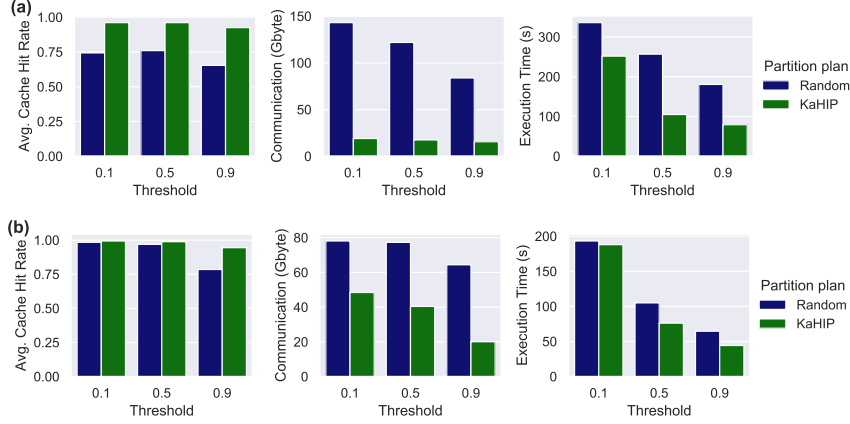 (a)
Avg. Cache Hit Rate
1.00
0.75
0.50
0.25
0.00
0.1 0.5 0.9
Threshold
Communication (Gbyte)
150
100
50
0
0.1 0.5 0.9
Threshold
Execution Time (s)
300
200
100
0
0.1 0.5 0.9
Threshold
Partition plan
Random
KaHIP
(b)
Avg. Cache Hit Rate
1.00
0.75
0.50
0.25
0.00
0.1 0.5 0.9
Threshold
Communication (Gbyte)
80
60
40
20
0
0.1 0.5 0.9
Threshold
Execution Time (s)
200
150
100
50
0
0.1 0.5 0.9
Threshold
Partition plan
Random
KaHIP